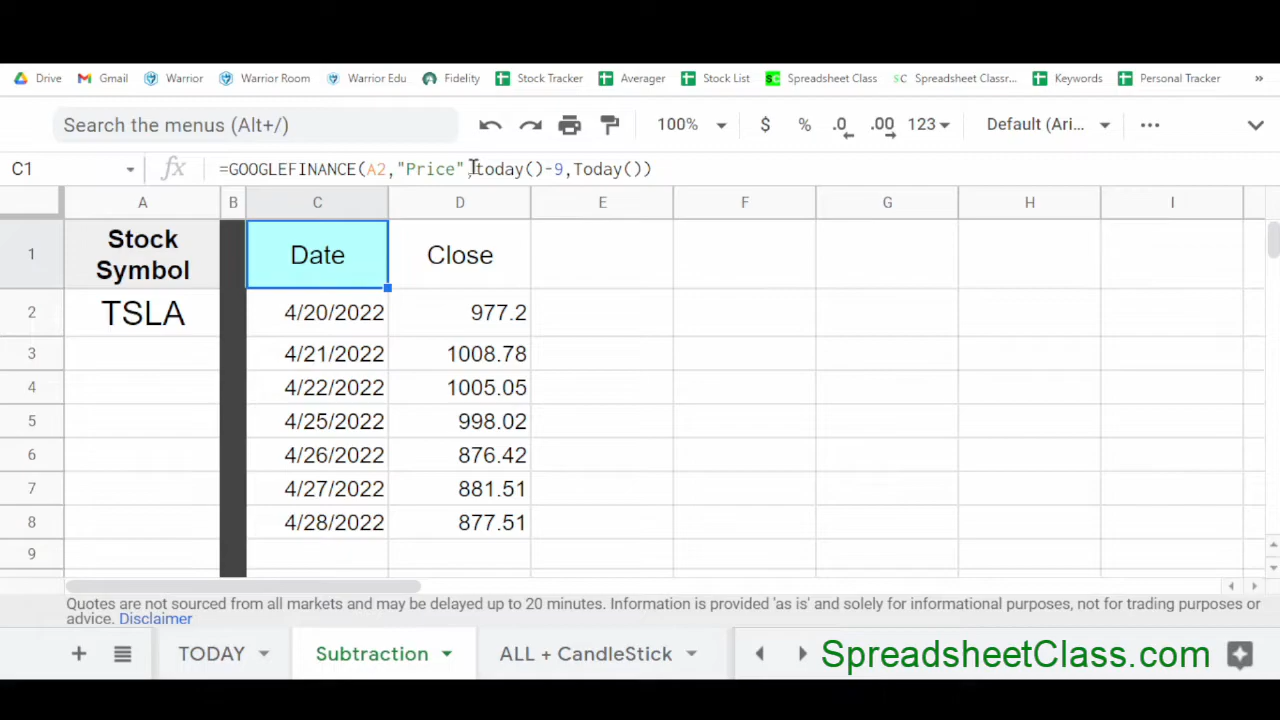 Drive Gmail Warrior Warrior Room Warrior Edu Fidelity Stock Tracker Averager Stock List Spreadsheet Class Spreadsheet Classr... Keywords Personal Tracker »
Search the menus (Alt+/) 100% $ % .0 .00 123 Default (Ari... ...
C1 fx =GOOGLEFINANCE(A2,"Price",today()-9,Today())
A B C D E F G H I
1 Stock Symbol Date Close
2 TSLA 4/20/2022 977.2
3 4/21/2022 1008.78
4 4/22/2022 1005.05
5 4/25/2022 998.02
6 4/26/2022 876.42
7 4/27/2022 881.51
8 4/28/2022 877.51
9
Quotes are not sourced from all markets and may be delayed up to 20 minutes. Information is provided 'as is' and solely for informational purposes, not for trading purposes or
advice. Disclaimer
+ TODAY Subtraction ALL + CandleStick SpreadsheetClass.com